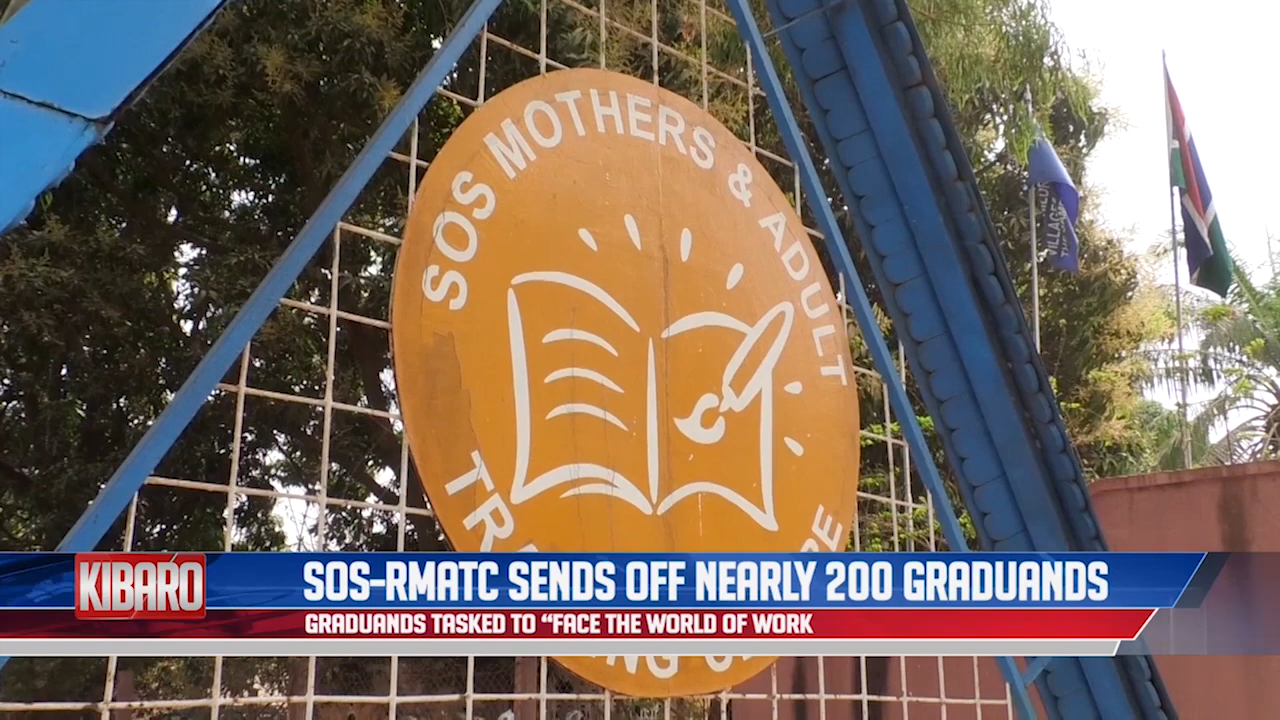 SOS MOTHERS & ADULT
VILLAGES
KIBARO
SOS-RMATC SENDS OFF NEARLY 200 GRADUANDS
GRADUANDS TASKED TO “FACE THE WORLD OF WORK